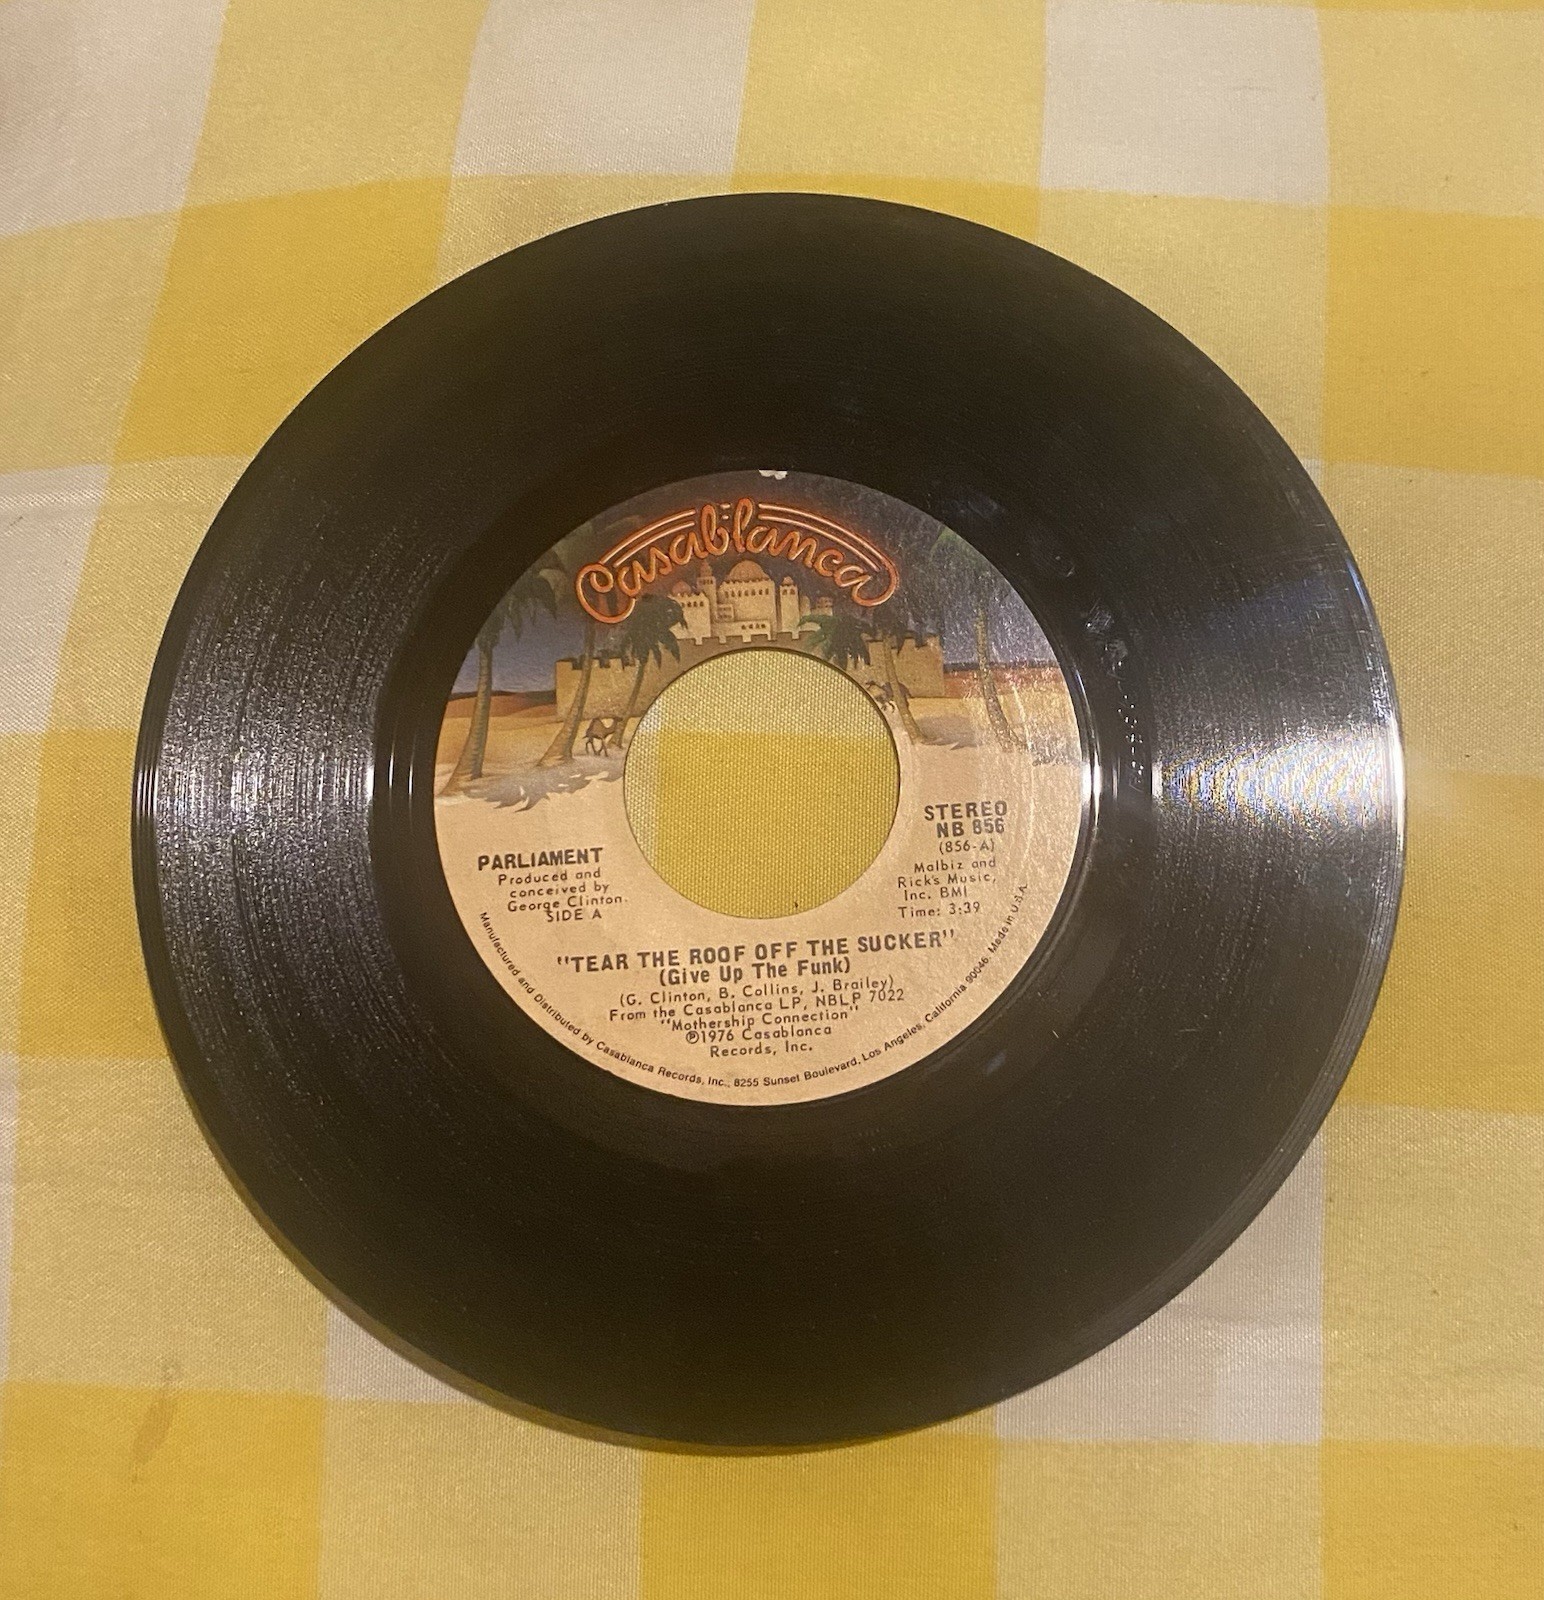 Casablanca
PARLIAMENT
Produced and
conceived by
George Clinton.
SIDE A
STEREO
NB 856
(856-A)
Malbiz and
Rick's Music,
Inc. BMI
Time: 3:39
"TEAR THE ROOF OFF THE SUCKER"
(Give Up The Funk)
(G. Clinton, B. Collins, J. Brailey)
From the Casablanca LP, NBLP 7022
"Mothership Connection"
℗1976 Casablanca
Records, Inc.
Manufactured and Distributed by Casablanca Records, Inc., 8255 Sunset Boulevard, Los Angeles, California 90046. Made in U.S.A.